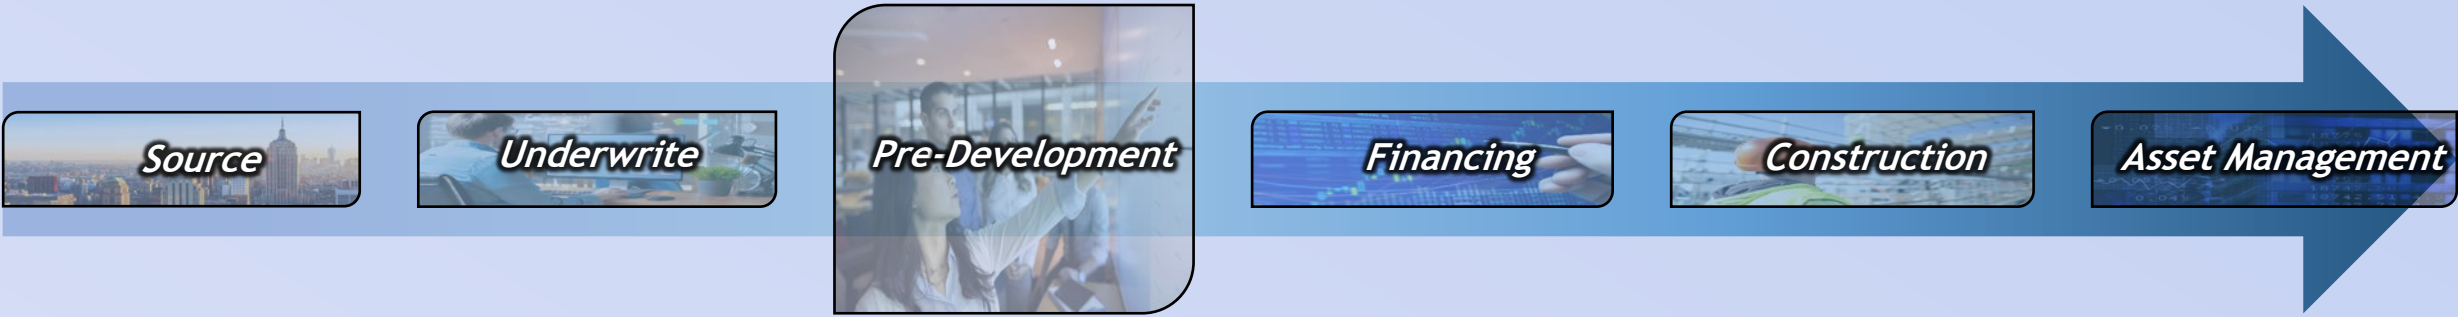 Source
Underwrite
Pre-Development
Financing
Construction
Asset Management